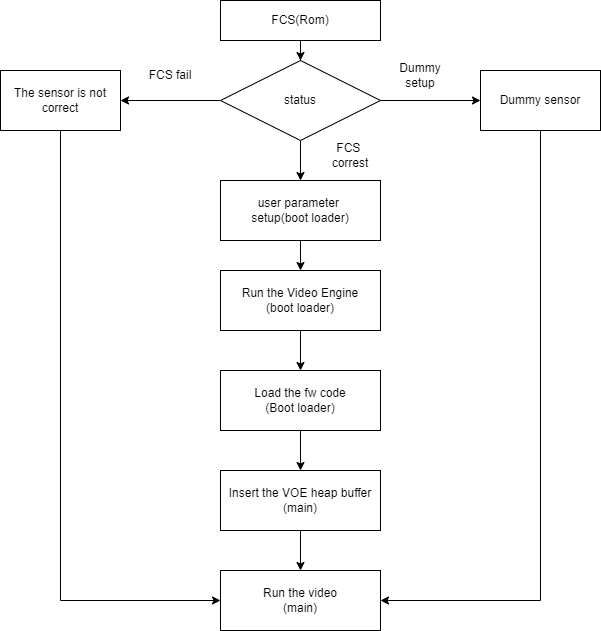 FCS(Rom)
FCS fail
Dummy
setup
The sensor is not
correct
status
Dummy sensor
FCS
correst
user parameter
setup(boot loader)
Run the Video Engine
(boot loader)
Load the fw code
(Boot loader)
Insert the VOE heap buffer
(main)
Run the video
(main)